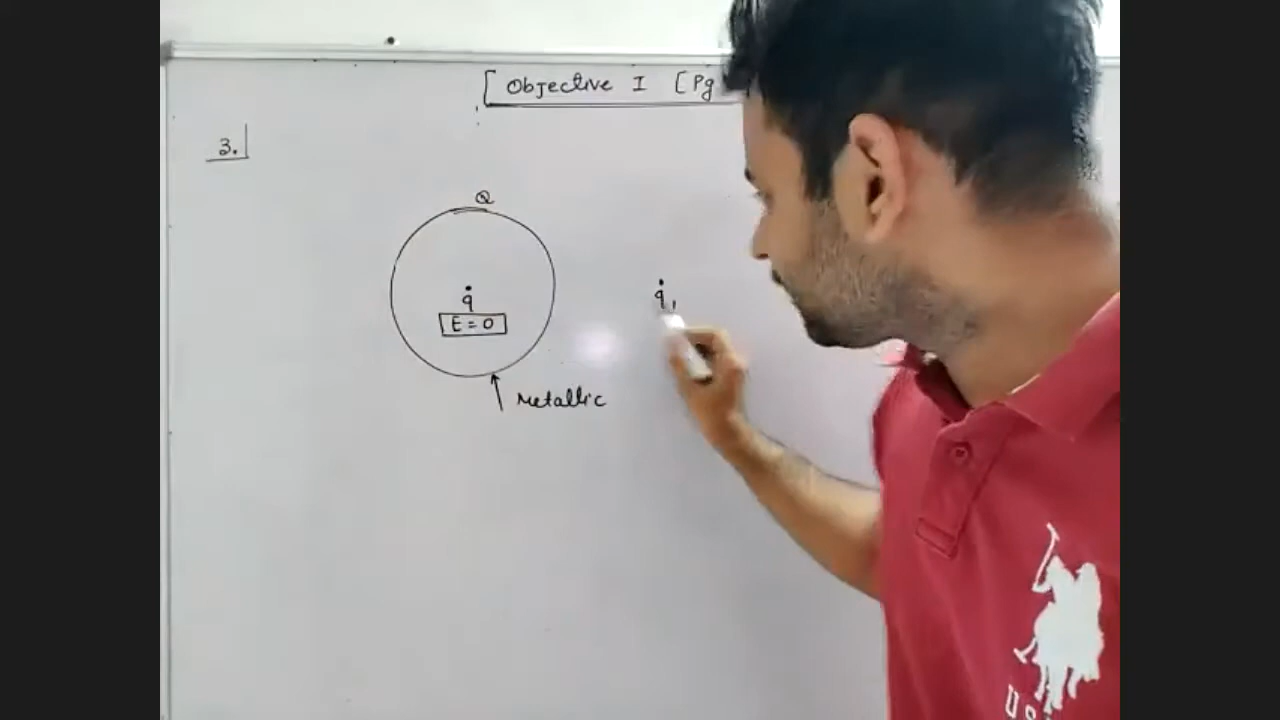 [ Objective I [Pg
3.
Q
q
E = 0
q₁
Metallic